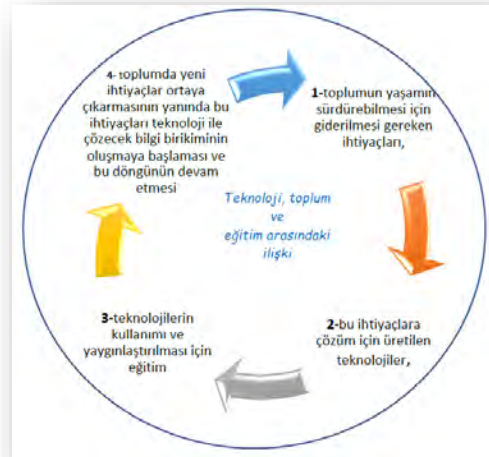 4- toplumda yeni
ihtiyaçlar ortaya
çıkarmasının yanında bu
ihtiyaçları teknoloji ile
çözecek bilgi birikiminin
oluşmaya başlaması ve
bu döngünün devam
etmesi
1-toplumun yaşamın
sürdürebilmesi için
giderilmesi gereken
ihtiyaçları,
Teknoloji, toplum
ve
eğitim arasındaki
ilişki
2-bu ihtiyaçlara
çözüm için üretilen
teknolojiler,
3-teknolojilerin
kullanımı ve
yaygınlaştırılması için
eğitim